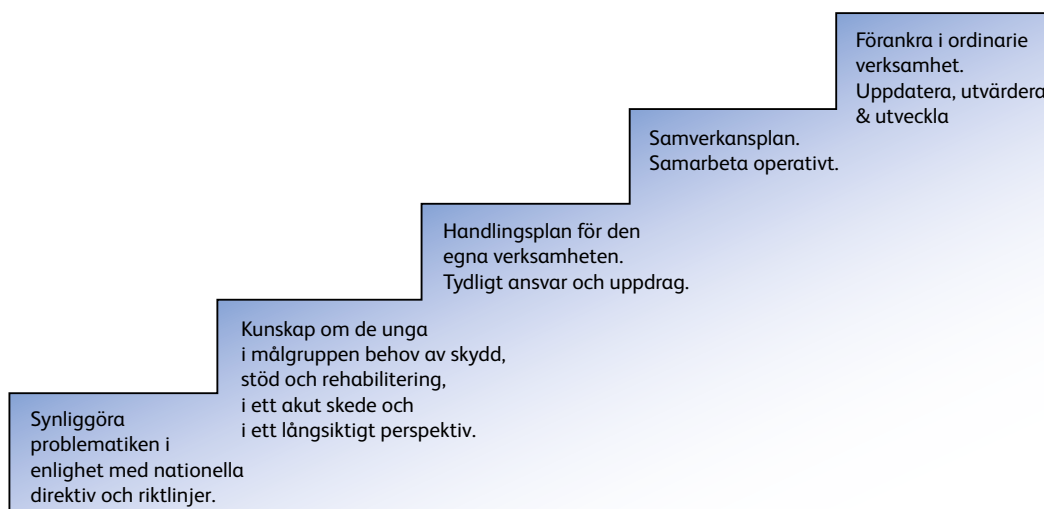 Förankra i ordinarie
verksamhet.
Uppdatera, utvärdera
& utveckla
Samverkansplan.
Samarbeta operativt.
Handlingsplan för den
egna verksamheten.
Tydligt ansvar och uppdrag.
Kunskap om de unga
i målgruppen behov av skydd,
stöd och rehabilitering,
i ett akut skede och
i ett långsiktigt perspektiv.
Synliggöra
problematiken i
enlighet med nationella
direktiv och riktlinjer.